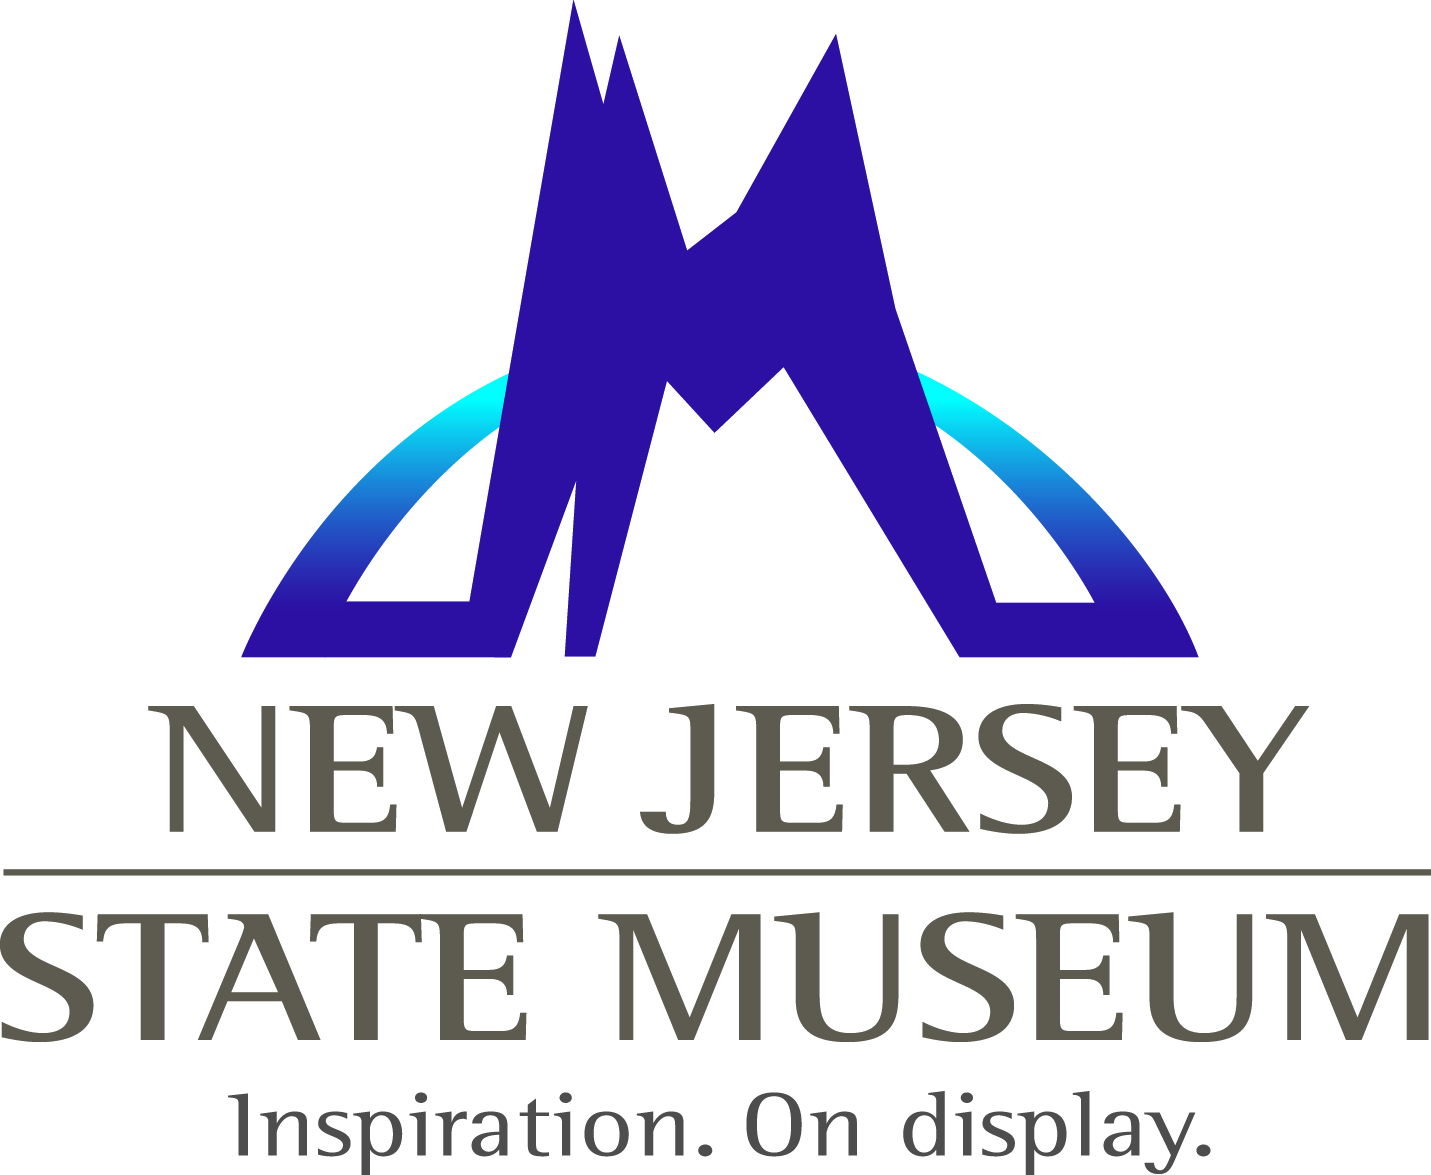 NEW JERSEY
STATE MUSEUM
Inspiration. On display.